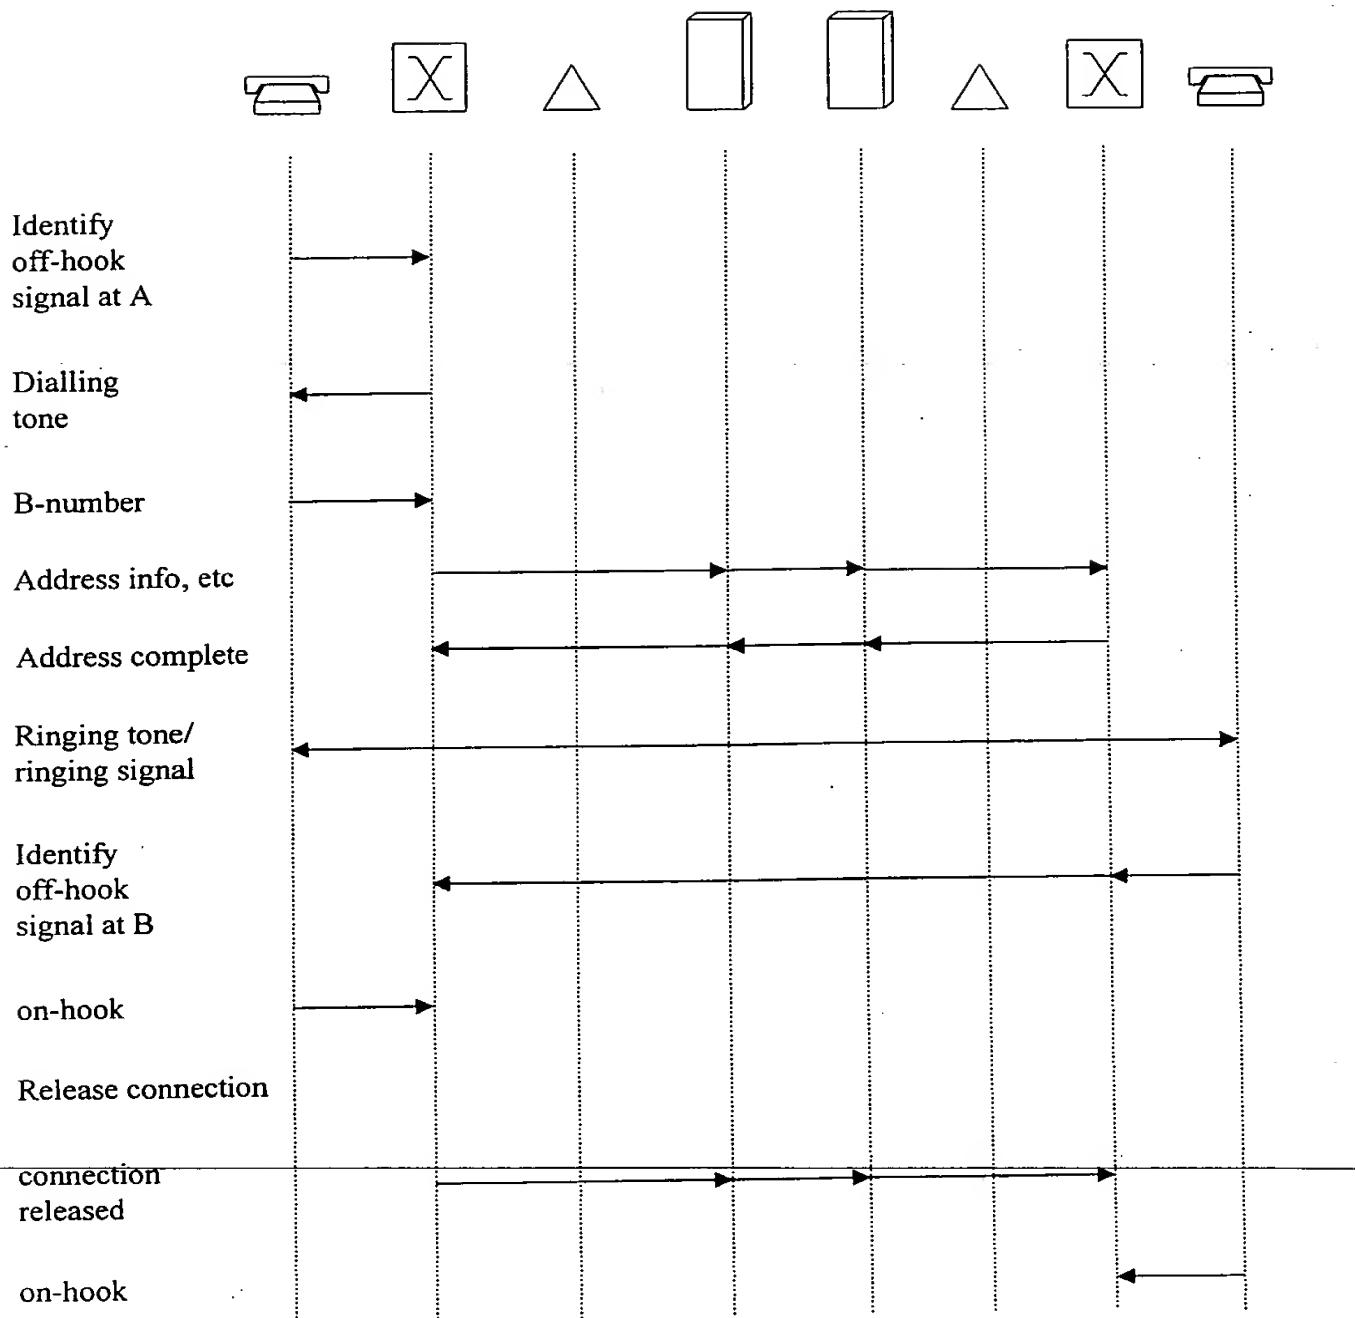 Identify
off-hook
signal at A
Dialling
tone
B-number
Address info, etc
Address complete
Ringing tone/
ringing signal
Identify
off-hook
signal at B
on-hook
Release connection
connection
released
on-hook